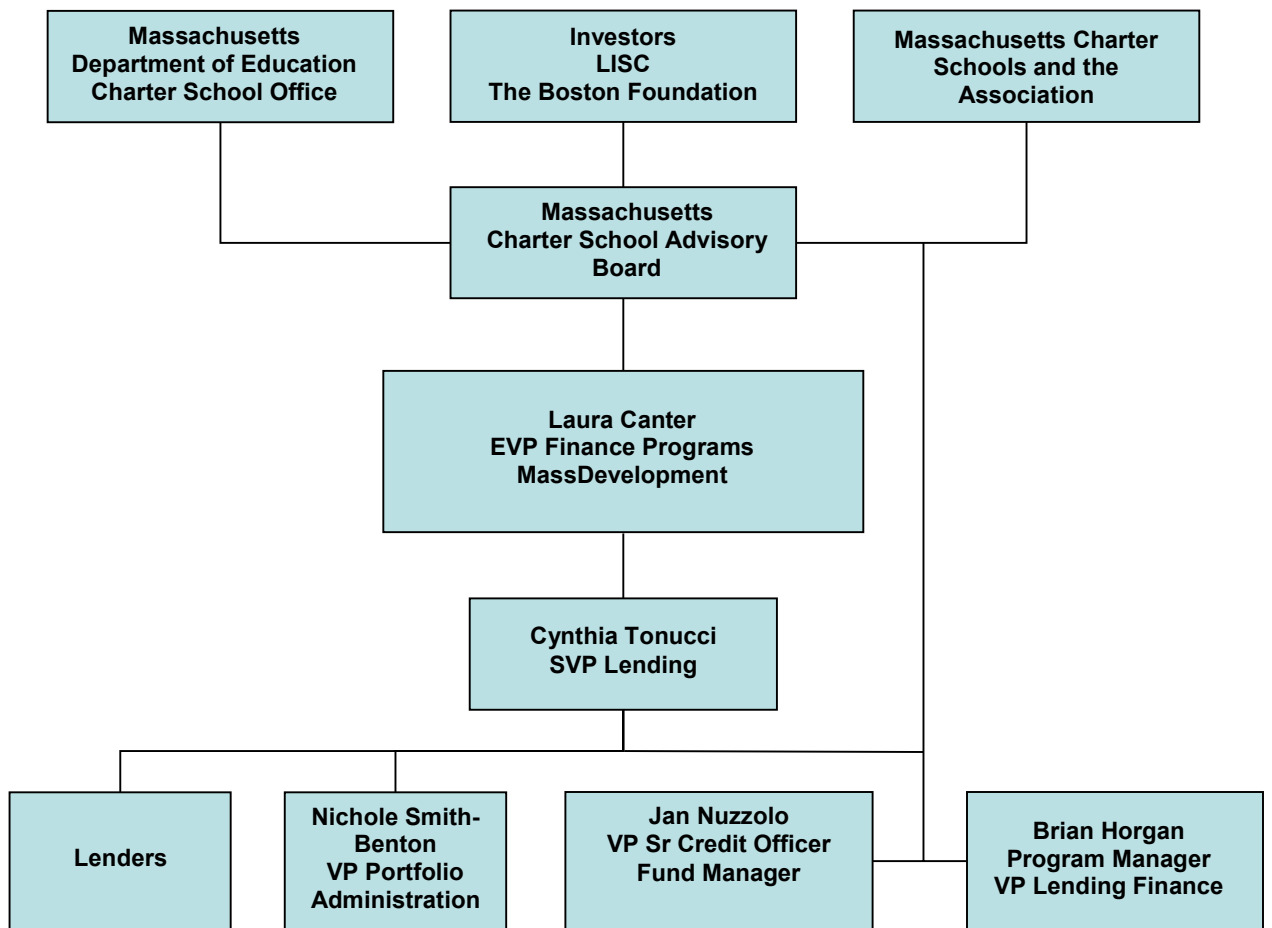 Massachusetts
Department of Education
Charter School Office
Investors
LISC
The Boston Foundation
Massachusetts Charter
Schools and the
Association
Massachusetts
Charter School Advisory
Board
Laura Canter
EVP Finance Programs
MassDevelopment
Cynthia Tonucci
SVP Lending
Lenders
Nichole Smith-
Benton
VP Portfolio
Administration
Jan Nuzzolo
VP Sr Credit Officer
Fund Manager
Brian Horgan
Program Manager
VP Lending Finance